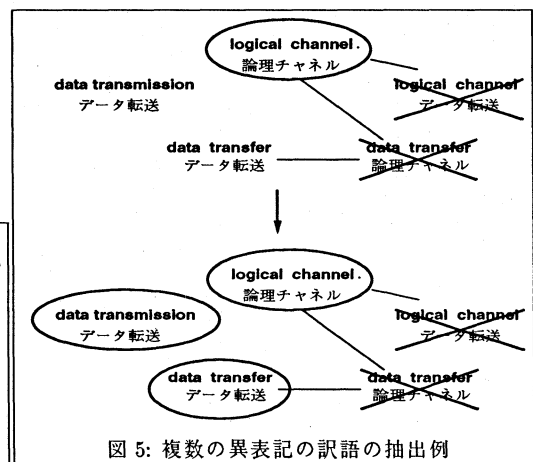 logical channel.
論理チャネル
data transmission
データ転送
logical channel
データ転送
data transfer
データ転送
data transfer
論理チャネル
logical channel.
論理チャネル
data transmission
データ転送
logical channel
データ転送
data transfer
データ転送
data transfer
論理チャネル
図 5: 複数の異表記の訳語の抽出例